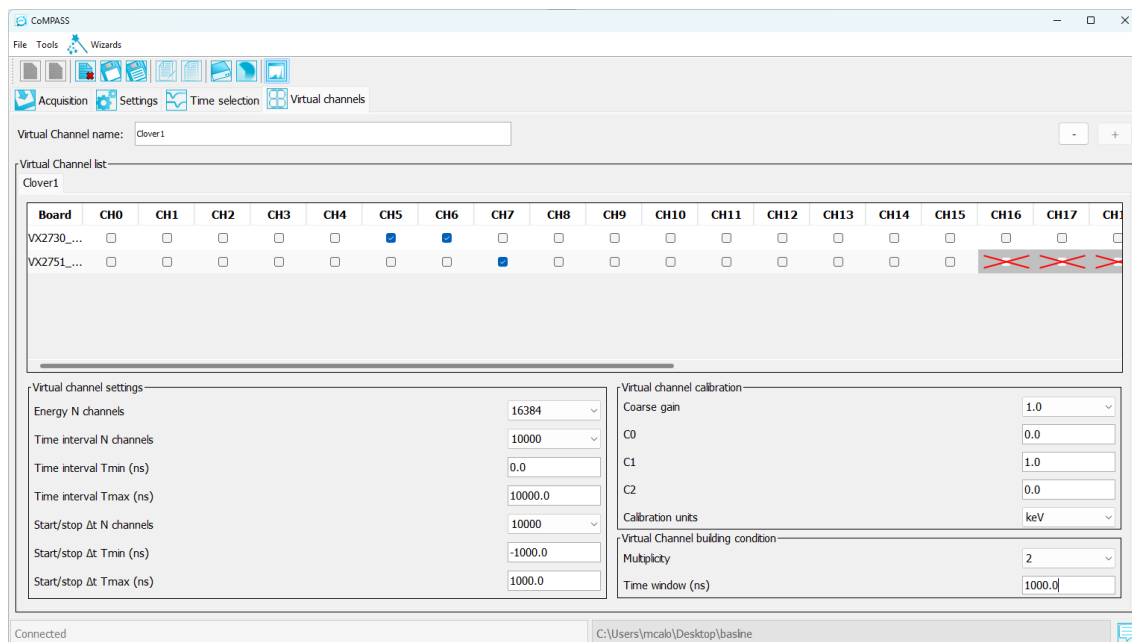 CoMPASS
File Tools Wizards
Acquisition Settings Time selection Virtual channels
Virtual Channel name: Clover1 - +
Virtual Channel list
Clover1
Board CH0 CH1 CH2 CH3 CH4 CH5 CH6 CH7 CH8 CH9 CH10 CH11 CH12 CH13 CH14 CH15 CH16 CH17
VX2730_...
VX2751_...
Virtual channel settings
Energy N channels 16384
Time interval N channels 10000
Time interval Tmin (ns) 0.0
Time interval Tmax (ns) 10000.0
Start/stop Δt N channels 10000
Start/stop Δt Tmin (ns) -1000.0
Start/stop Δt Tmax (ns) 1000.0
Virtual channel calibration
Coarse gain 1.0
C0 0.0
C1 1.0
C2 0.0
Calibration units keV
Virtual Channel building condition
Multiplicity 2
Time window (ns) 1000.0
Connected C:\Users\mcalo\Desktop\basline